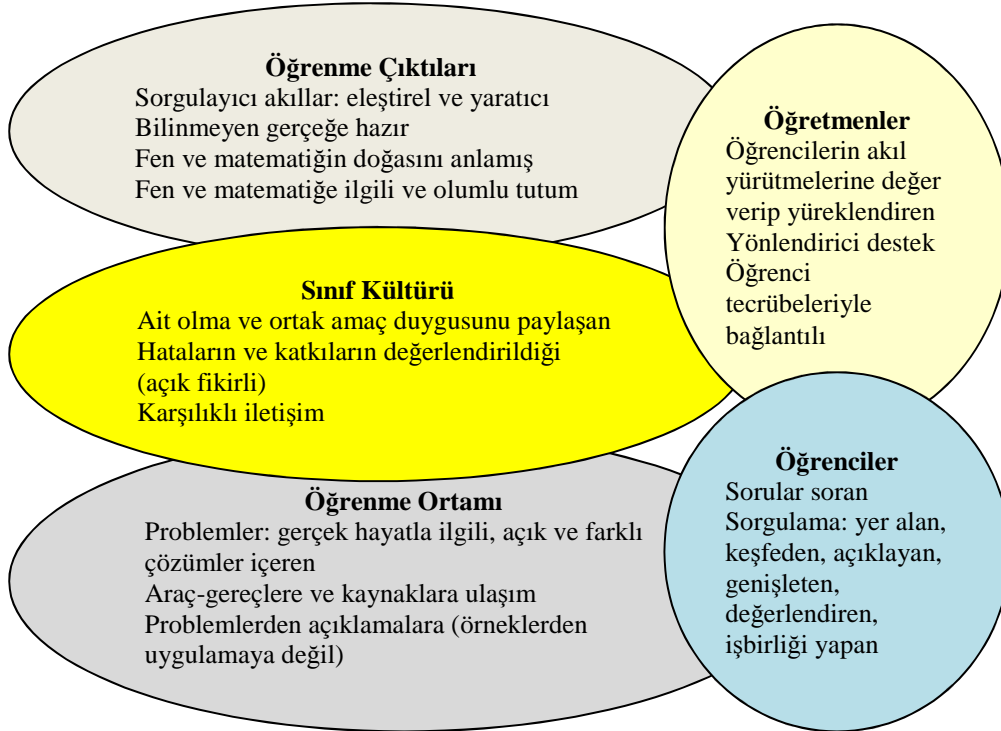 Öğrenme Çıktıları
Sorgulayıcı akıllar: eleştirel ve yaratıcı
Bilinmeyen gerçeğe hazır
Fen ve matematiğin doğasını anlamış
Fen ve matematiğe ilgili ve olumlu tutum
Öğretmenler
Öğrencilerin akıl
yürütmelerine değer
verip yüreklendiren
Yönlendirici destek
Öğrenci
tecrübeleriyle
bağlantılı
Sınıf Kültürü
Ait olma ve ortak amaç duygusunu paylaşan
Hataların ve katkıların değerlendirildiği
(açık fikirli)
Karşılıklı iletişim
Öğrenciler
Sorular soran
Sorgulama: yer alan,
keşfeden, açıklayan,
genişleten,
değerlendiren,
işbirliği yapan
Öğrenme Ortamı
Problemler: gerçek hayatla ilgili, açık ve farklı
çözümler içeren
Araç-gereçlere ve kaynaklara ulaşım
Problemlerden açıklamalara (örneklerden
uygulamaya değil)